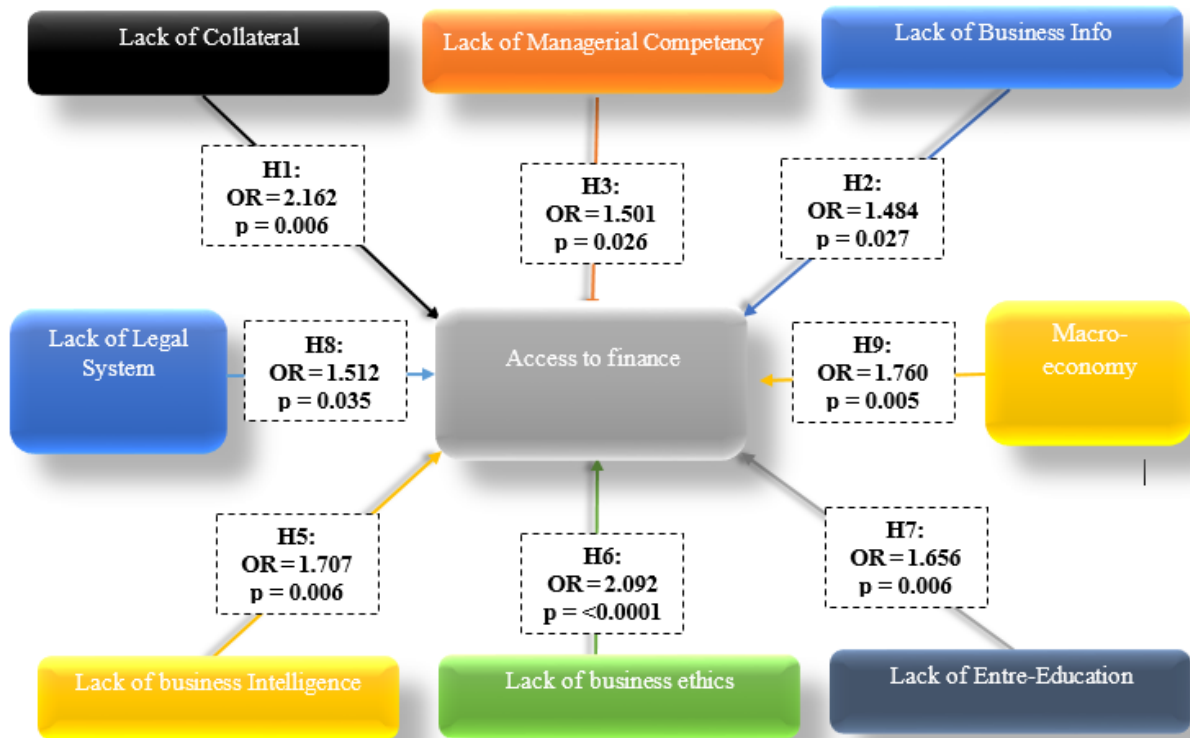 Lack of Collateral
Lack of Managerial Competency
Lack of Business Info
H1:
OR = 2.162
p = 0.006
H3:
OR = 1.501
p = 0.026
H2:
OR = 1.484
p = 0.027
Lack of Legal
System
H8:
OR = 1.512
p = 0.035
Access to finance
H9:
OR = 1.760
p = 0.005
Macro-
economy
H5:
OR = 1.707
p = 0.006
H6:
OR = 2.092
p = <0.0001
H7:
OR = 1.656
p = 0.006
Lack of business Intelligence
Lack of business ethics
Lack of Entre-Education